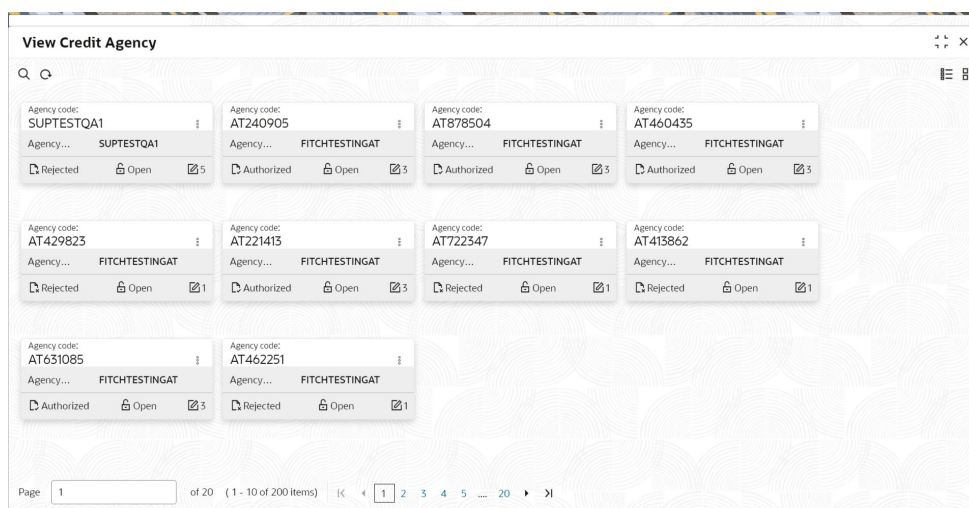 View Credit Agency
Agency code:
SUPTESTQA1
Agency... SUPTESTQA1
Rejected Open 5
Agency code:
AT240905
Agency... FITCHTESTINGAT
Authorized Open 3
Agency code:
AT878504
Agency... FITCHTESTINGAT
Authorized Open 3
Agency code:
AT460435
Agency... FITCHTESTINGAT
Authorized Open 3
Agency code:
AT429823
Agency... FITCHTESTINGAT
Rejected Open 1
Agency code:
AT221413
Agency... FITCHTESTINGAT
Authorized Open 3
Agency code:
AT722347
Agency... FITCHTESTINGAT
Rejected Open 1
Agency code:
AT413862
Agency... FITCHTESTINGAT
Rejected Open 1
Agency code:
AT631085
Agency... FITCHTESTINGAT
Authorized Open 3
Agency code:
AT462251
Agency... FITCHTESTINGAT
Rejected Open 1
Page 1 of 20 (1 - 10 of 200 items) 1 2 3 4 5 .... 20